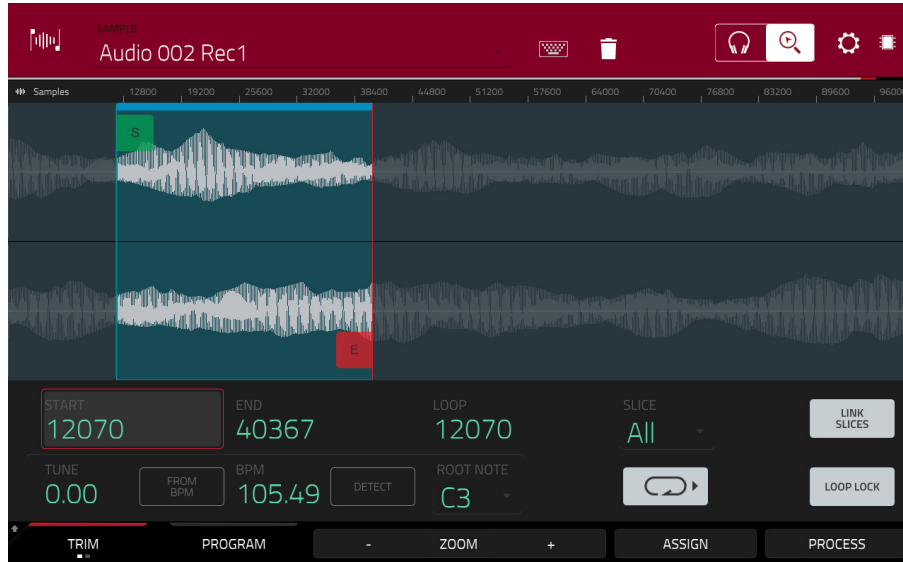 SAMPLE
Audio 002 Rec1
Samples 12800 19200 25600 32000 38400 44800 51200 57600 64000 70400 76800 83200 89600 96000
S
E
START END LOOP SLICE
12070 40367 12070 All
LINK
SLICES
TUNE BPM ROOT NOTE
0.00 FROM
BPM 105.49 DETECT C3 LOOP LOCK
TRIM PROGRAM - ZOOM + ASSIGN PROCESS